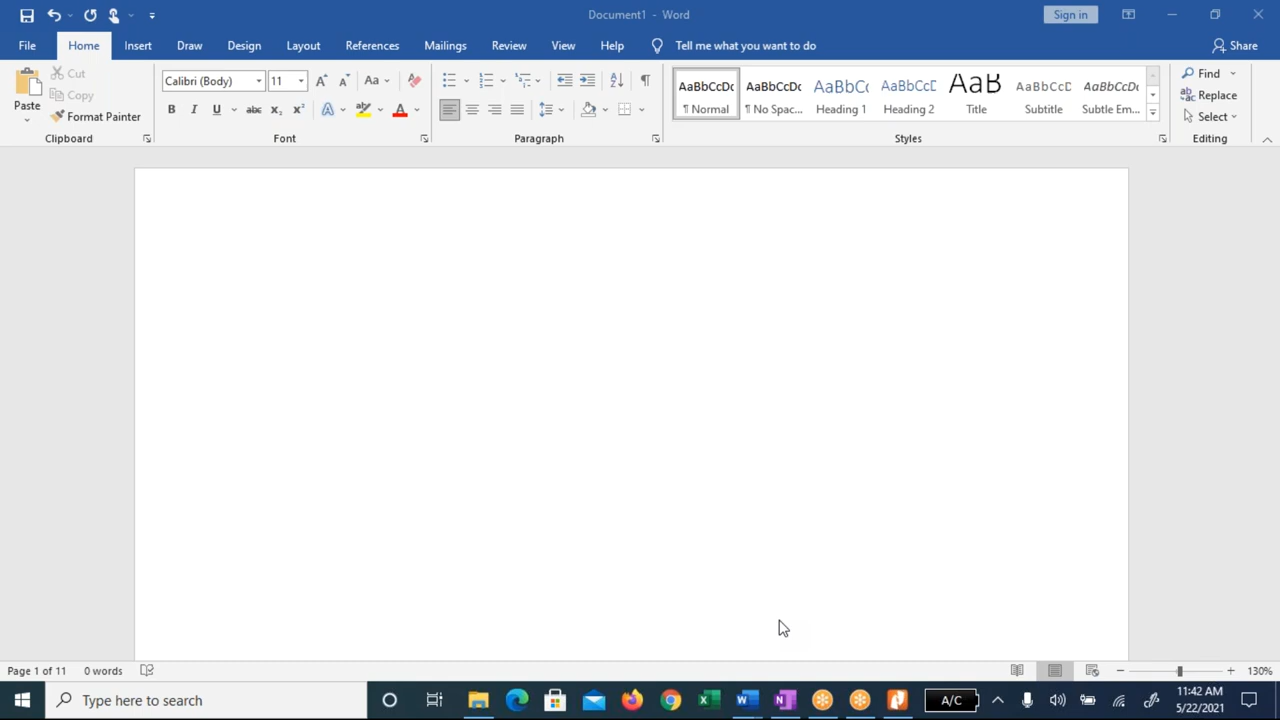 Document1 - Word
Sign in
File Home Insert Draw Design Layout References Mailings Review View Help Tell me what you want to do Share
Paste
Cut
Copy
Format Painter
Clipboard
Calibri (Body) 11
Font
Paragraph
AaBbCcDc AaBbCcDc AaBbCc AaBbCcD AaB AaBbCcD AaBbCcDc
¶ Normal ¶ No Spac... Heading 1 Heading 2 Title Subtitle Subtle Em...
Styles
Find
Replace
Select
Editing
Page 1 of 11 0 words
130%
Type here to search
A/C
11:42 AM
5/22/2021